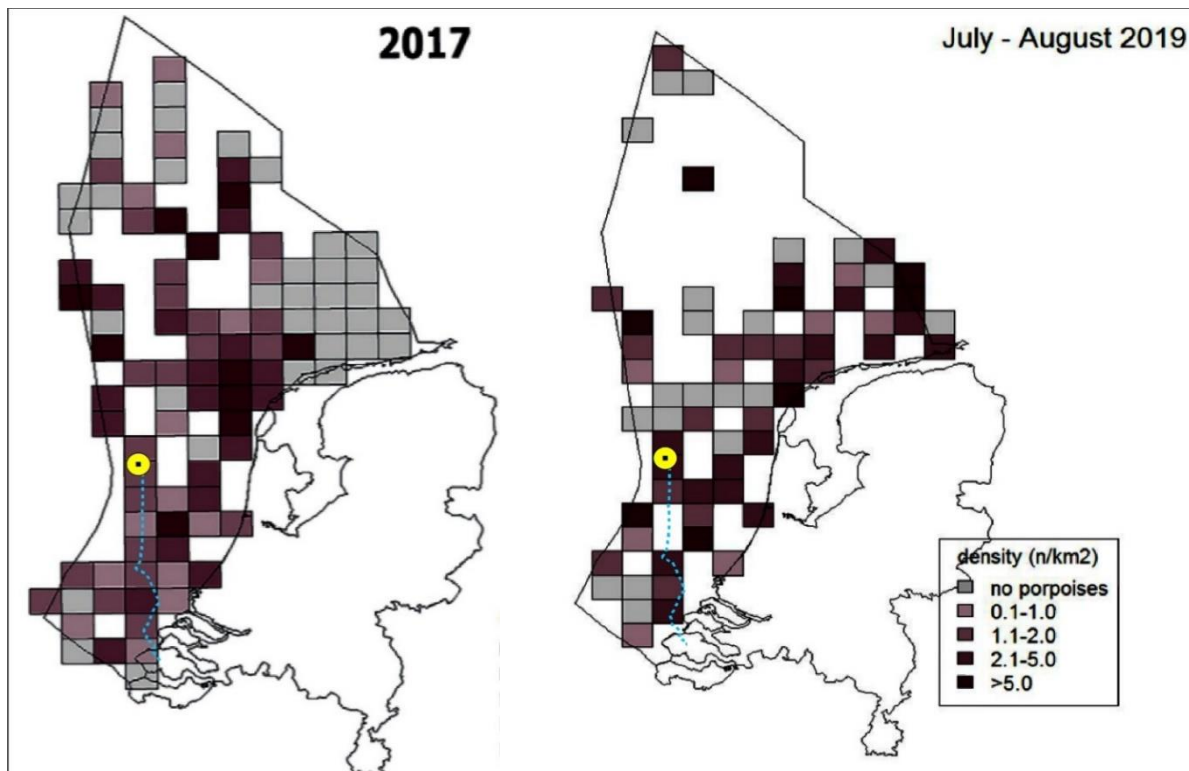 2017
July - August 2019
density (n/km2)
no porpoises
0.1-1.0
1.1-2.0
2.1-5.0
>5.0